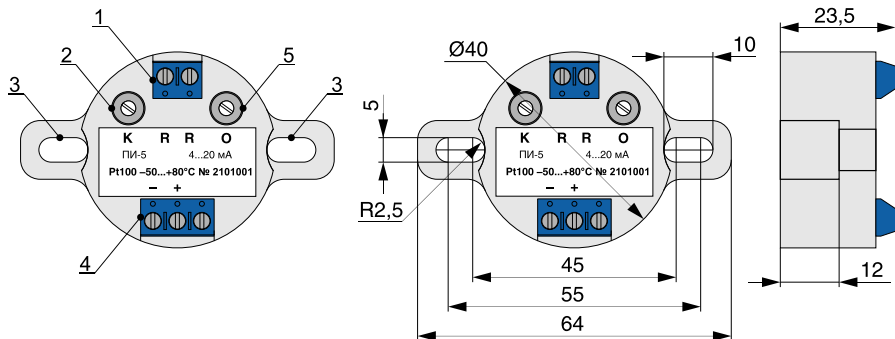 1
2
3
5
3
K R R O
ПИ-5 4...20 мА
Pt100 –50...+80°C № 2101001
– +
4
Ø40
10
5
K R R O
ПИ-5 4...20 мА
Pt100 –50...+80°C № 2101001
– +
R2,5
45
55
64
23,5
12